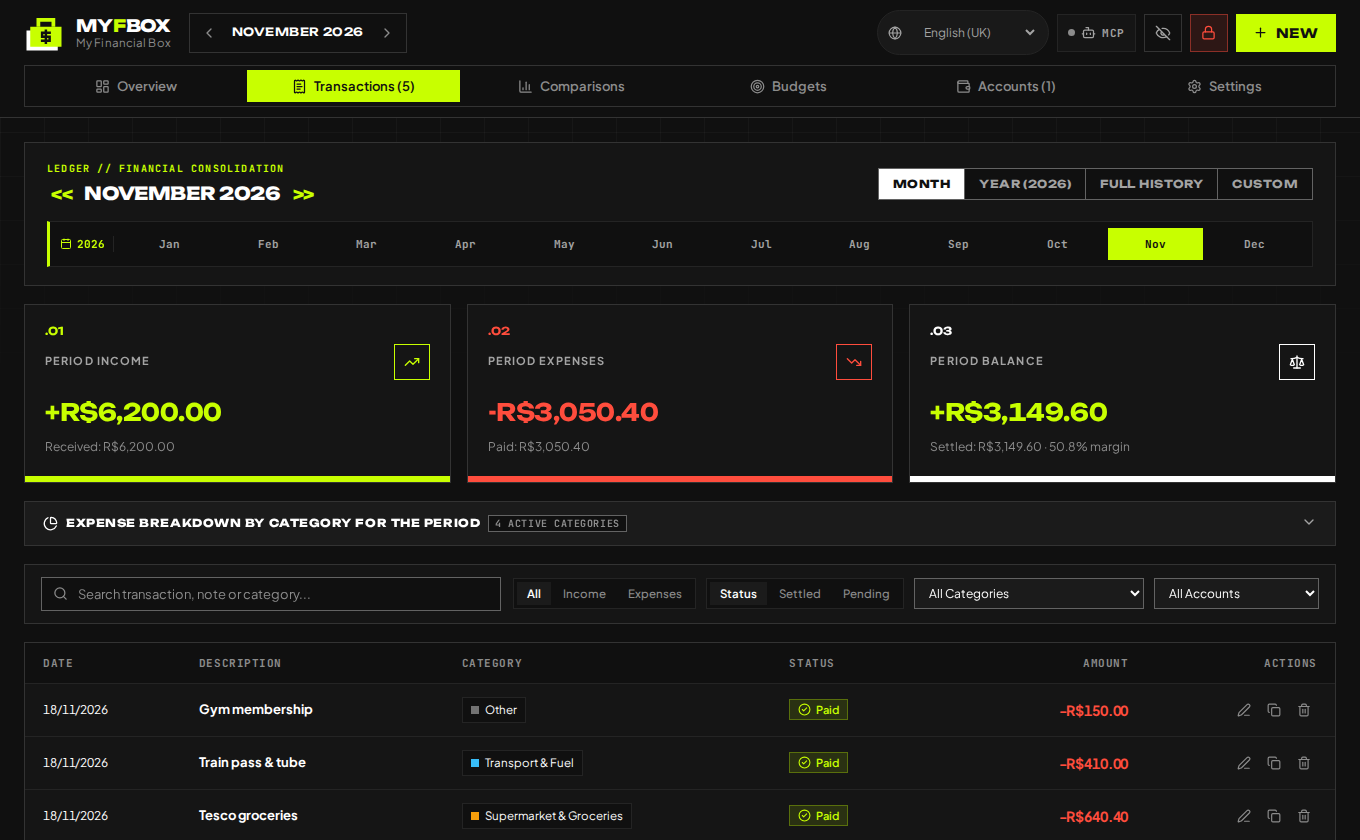 MYFBOX
MyFinancialBox
NOVEMBER 2026
English (UK)
MCP
NEW
Overview
Transactions (5)
Comparisons
Budgets
Accounts (1)
Settings
LEDGER // FINANCIAL CONSOLIDATION
<< NOVEMBER 2026 >>
MONTH
YEAR (2026)
FULL HISTORY
CUSTOM
2026 Jan Feb Mar Apr May Jun Jul Aug Sep Oct Nov Dec
.01
PERIOD INCOME
+R$6,200.00
Received: R$6,200.00
.02
PERIOD EXPENSES
-R$3,050.40
Paid: R$3,050.40
.03
PERIOD BALANCE
+R$3,149.60
Settled: R$3,149.60 · 50.8% margin
EXPENSE BREAKDOWN BY CATEGORY FOR THE PERIOD 4 ACTIVE CATEGORIES
Search transaction, note or category...
All Income Expenses
Status Settled Pending
All Categories
All Accounts
DATE DESCRIPTION CATEGORY STATUS AMOUNT ACTIONS
18/11/2026 Gym membership Other Paid -R$150.00
18/11/2026 Train pass & tube Transport & Fuel Paid -R$410.00
18/11/2026 Tesco groceries Supermarket & Groceries Paid -R$640.40